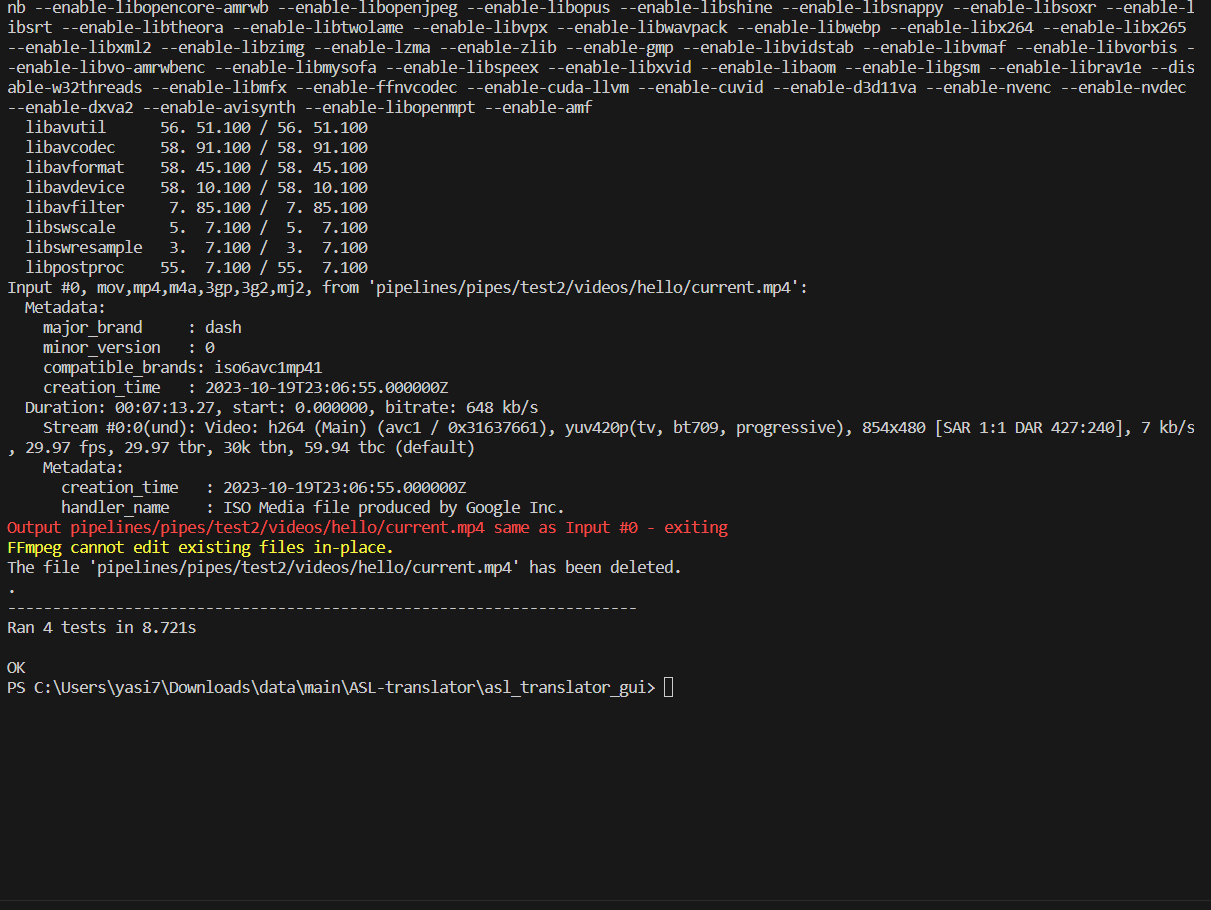 nb --enable-libopencore-amrwb --enable-libopenjpeg --enable-libopus --enable-libshine --enable-libsnappy --enable-libsoxr --enable-l
ibsrt --enable-libtheora --enable-libtwolame --enable-libvpx --enable-libwavpack --enable-libwebp --enable-libx264 --enable-libx265
--enable-libxml2 --enable-libzimg --enable-lzma --enable-zlib --enable-gmp --enable-libvidstab --enable-libvmaf --enable-libvorbis -
-enable-libvo-amrwbenc --enable-libmysofa --enable-libspeex --enable-libxvid --enable-libaom --enable-libgsm --enable-librav1e --dis
able-w32threads --enable-libmfx --enable-ffnvcodec --enable-cuda-llvm --enable-cuvid --enable-d3d11va --enable-nvenc --enable-nvdec
--enable-dxva2 --enable-avisynth --enable-libopenmpt --enable-amf
  libavutil      56. 51.100 / 56. 51.100
  libavcodec     58. 91.100 / 58. 91.100
  libavformat    58. 45.100 / 58. 45.100
  libavdevice    58. 10.100 / 58. 10.100
  libavfilter     7. 85.100 /  7. 85.100
  libswscale      5.  7.100 /  5.  7.100
  libswresample   3.  7.100 /  3.  7.100
  libpostproc    55.  7.100 / 55.  7.100
Input #0, mov,mp4,m4a,3gp,3g2,mj2, from 'pipelines/pipes/test2/videos/hello/current.mp4':
  Metadata:
    major_brand     : dash
    minor_version   : 0
    compatible_brands: iso6avc1mp41
    creation_time   : 2023-10-19T23:06:55.000000Z
  Duration: 00:07:13.27, start: 0.000000, bitrate: 648 kb/s
    Stream #0:0(und): Video: h264 (Main) (avc1 / 0x31637661), yuv420p(tv, bt709, progressive), 854x480 [SAR 1:1 DAR 427:240], 7 kb/s
, 29.97 fps, 29.97 tbr, 30k tbn, 59.94 tbc (default)
    Metadata:
      creation_time   : 2023-10-19T23:06:55.000000Z
      handler_name    : ISO Media file produced by Google Inc.
Output pipelines/pipes/test2/videos/hello/current.mp4 same as Input #0 - exiting
FFmpeg cannot edit existing files in-place.
The file 'pipelines/pipes/test2/videos/hello/current.mp4' has been deleted.
.
----------------------------------------------------------------------
Ran 4 tests in 8.721s

OK
PS C:\Users\yasi7\Downloads\data\main\ASL-translator\asl_translator_gui>